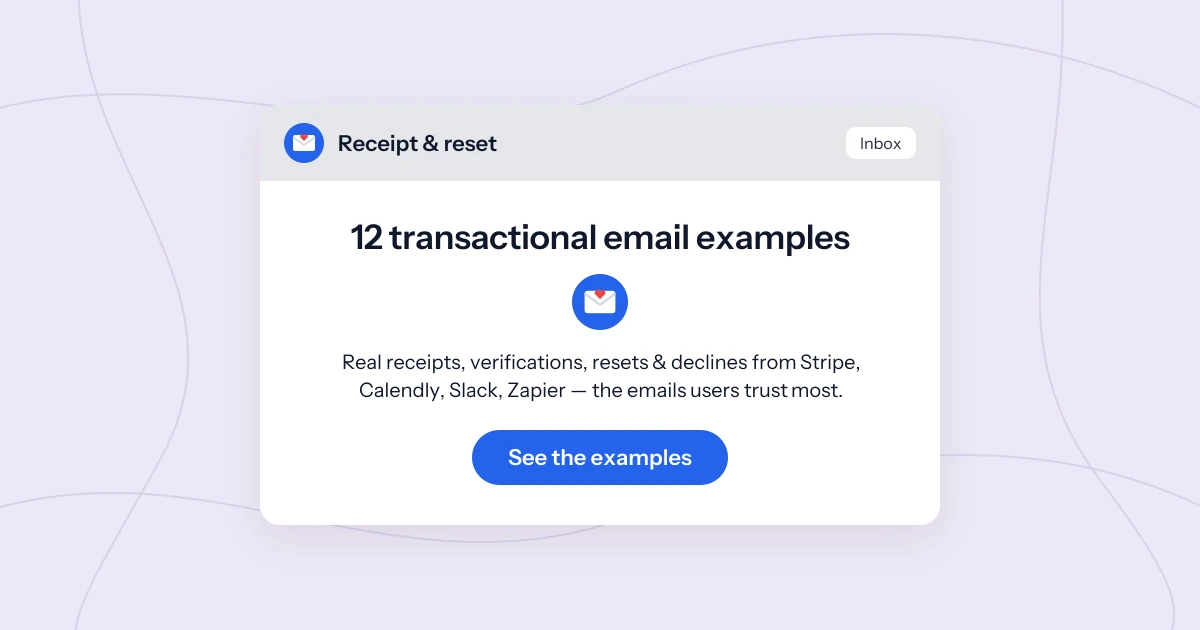 Receipt & reset
Inbox
12 transactional email examples
Real receipts, verifications, resets & declines from Stripe,
Calendly, Slack, Zapier — the emails users trust most.
See the examples